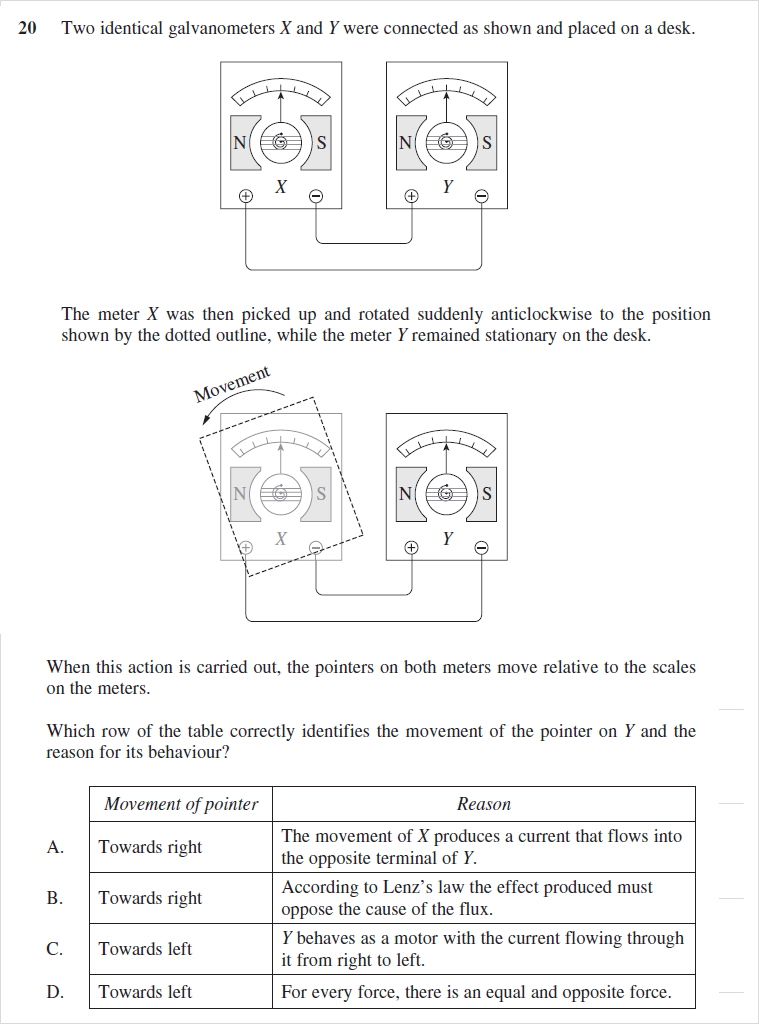 20 Two identical galvanometers X and Y were connected as shown and placed on a desk.
N S N S
X Y
+ − + −
The meter X was then picked up and rotated suddenly anticlockwise to the position
shown by the dotted outline, while the meter Y remained stationary on the desk.
Movement
N S N S
X Y
+ − + −
When this action is carried out, the pointers on both meters move relative to the scales
on the meters.
Which row of the table correctly identifies the movement of the pointer on Y and the
reason for its behaviour?
Movement of pointer Reason
A. Towards right The movement of X produces a current that flows into
the opposite terminal of Y.
B. Towards right According to Lenz’s law the effect produced must
oppose the cause of the flux.
C. Towards left Y behaves as a motor with the current flowing through
it from right to left.
D. Towards left For every force, there is an equal and opposite force.